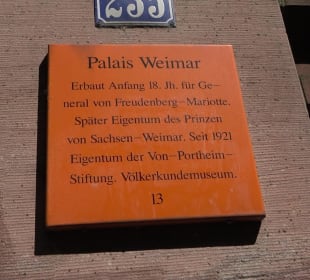 235
Palais Weimar
Erbaut Anfang 18. Jh. für Ge-
neral von Freudenberg-Mariotte.
Später Eigentum des Prinzen
von Sachsen-Weimar. Seit 1921
Eigentum der Von-Portheim-
Stiftung. Völkerkundemuseum.
13